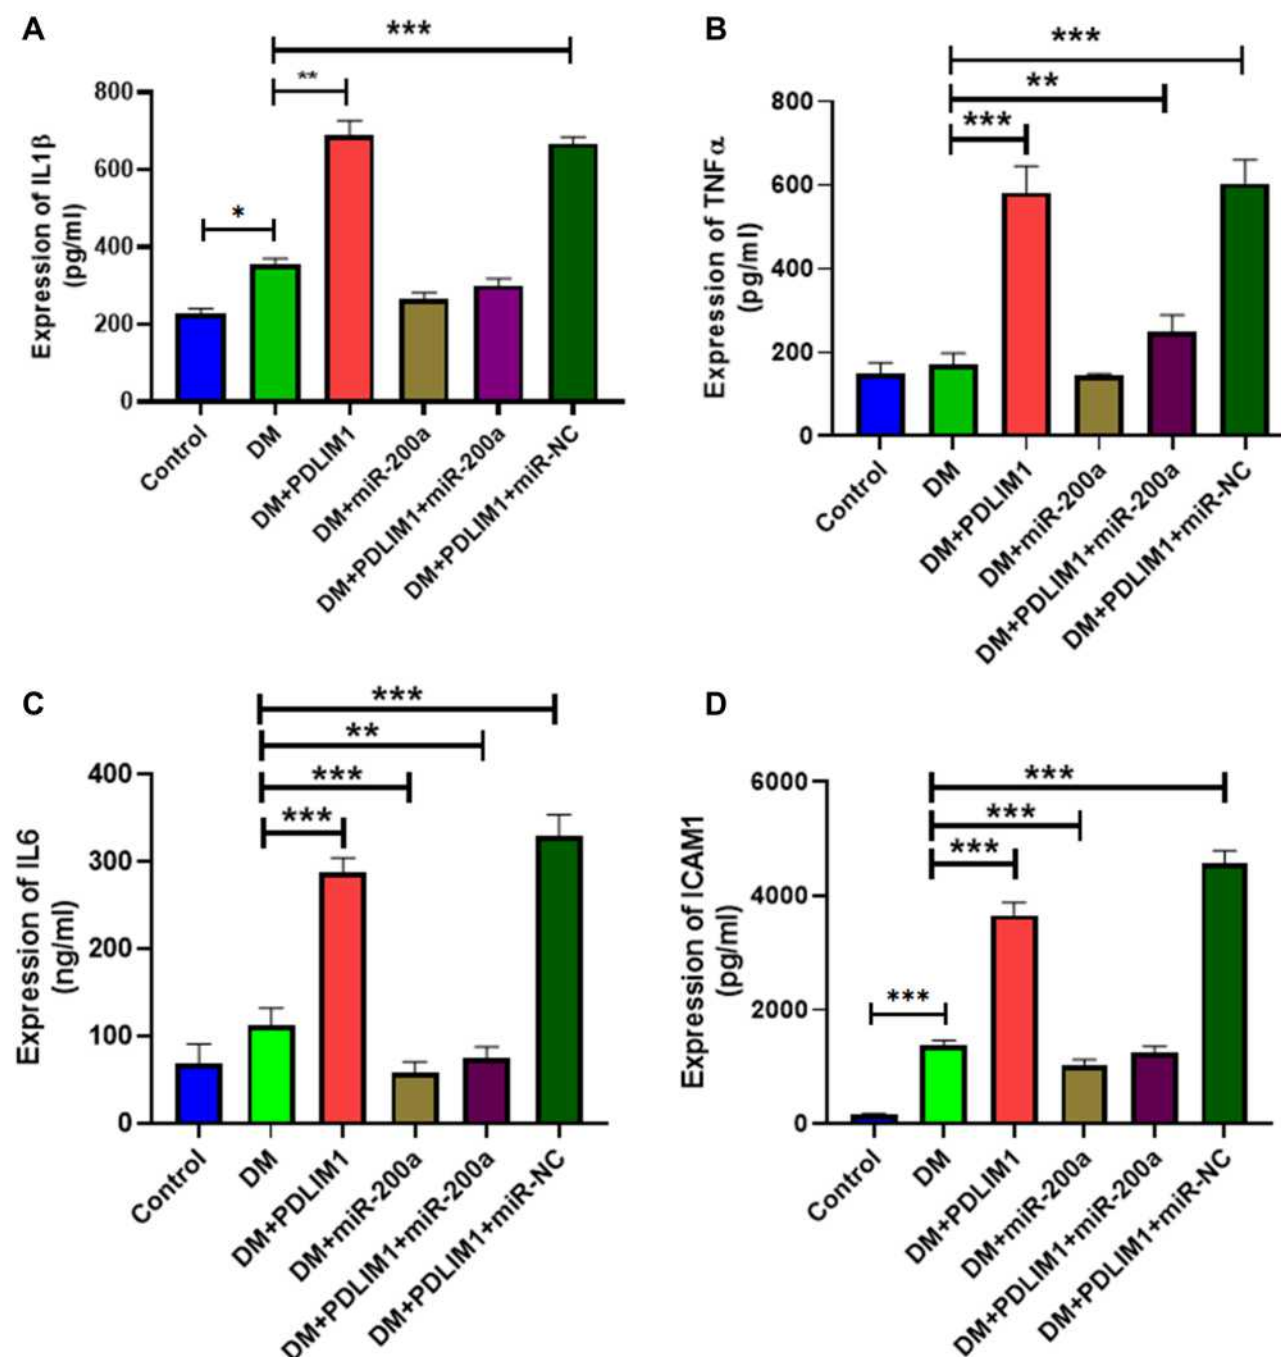 A
***
**
*
Expression of IL1β
(pg/ml)
800
600
400
200
0
Control
DM
DM+PDLIM1
DM+miR-200a
DM+PDLIM1+miR-200a
DM+PDLIM1+miR-NC
B
***
**
***
Expression of TNFα
(pg/ml)
800
600
400
200
0
Control
DM
DM+PDLIM1
DM+miR-200a
DM+PDLIM1+miR-200a
DM+PDLIM1+miR-NC
C
***
**
***
***
Expression of IL6
(ng/ml)
400
300
200
100
0
Control
DM
DM+PDLIM1
DM+miR-200a
DM+PDLIM1+miR-200a
DM+PDLIM1+miR-NC
D
***
***
***
***
Expression of ICAM1
(pg/ml)
6000
4000
2000
0
Control
DM
DM+PDLIM1
DM+miR-200a
DM+PDLIM1+miR-200a
DM+PDLIM1+miR-NC